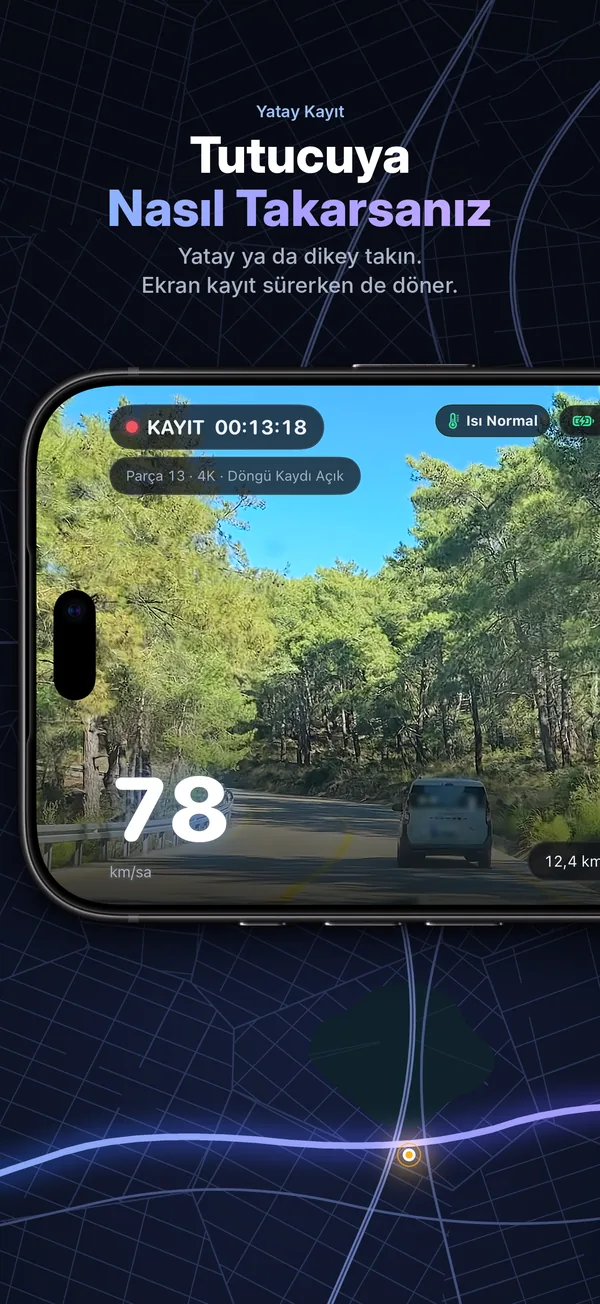 Yatay Kayıt
Tutucuya
Nasıl Takarsanız
Yatay ya da dikey takın.
Ekran kayıt sürerken de döner.
KAYIT 00:13:18
Isı Normal
Parça 13 · 4K · Döngü Kaydı Açık
78
km/sa
12,4 km